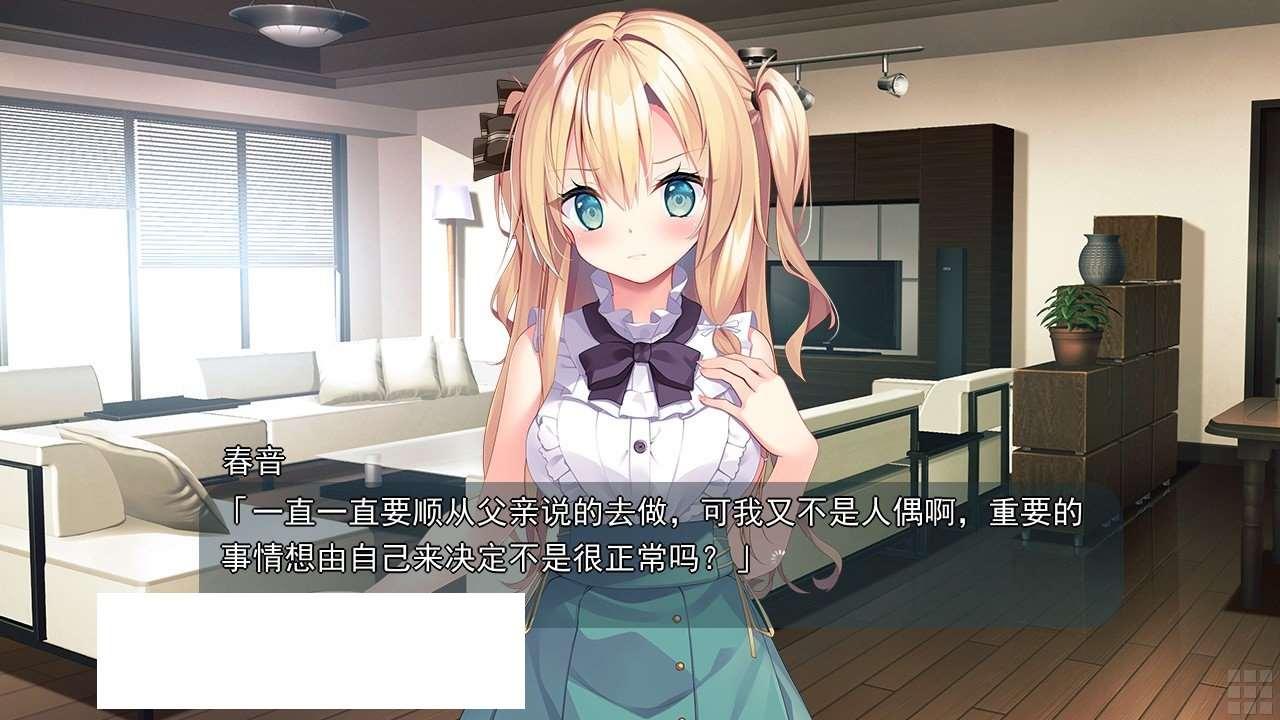 春音
「一直一直要顺从父亲说的去做，可我又不是人偶啊，重要的
事情想由自己来决定不是很正常吗？」